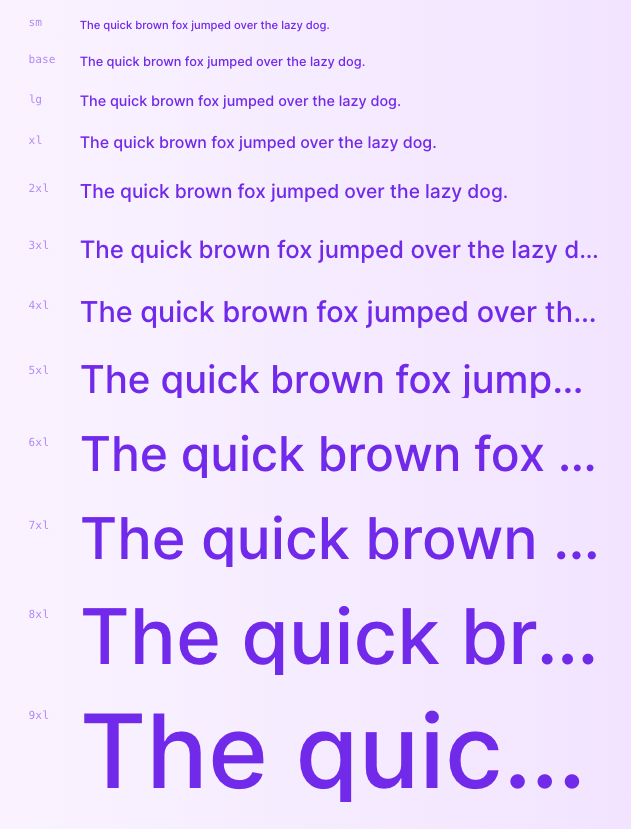 sm The quick brown fox jumped over the lazy dog.
base The quick brown fox jumped over the lazy dog.
lg The quick brown fox jumped over the lazy dog.
xl The quick brown fox jumped over the lazy dog.
2xl The quick brown fox jumped over the lazy dog.
3xl The quick brown fox jumped over the lazy d...
4xl The quick brown fox jumped over th...
5xl The quick brown fox jump...
6xl The quick brown fox ...
7xl The quick brown ...
8xl The quick br...
9xl The quic...